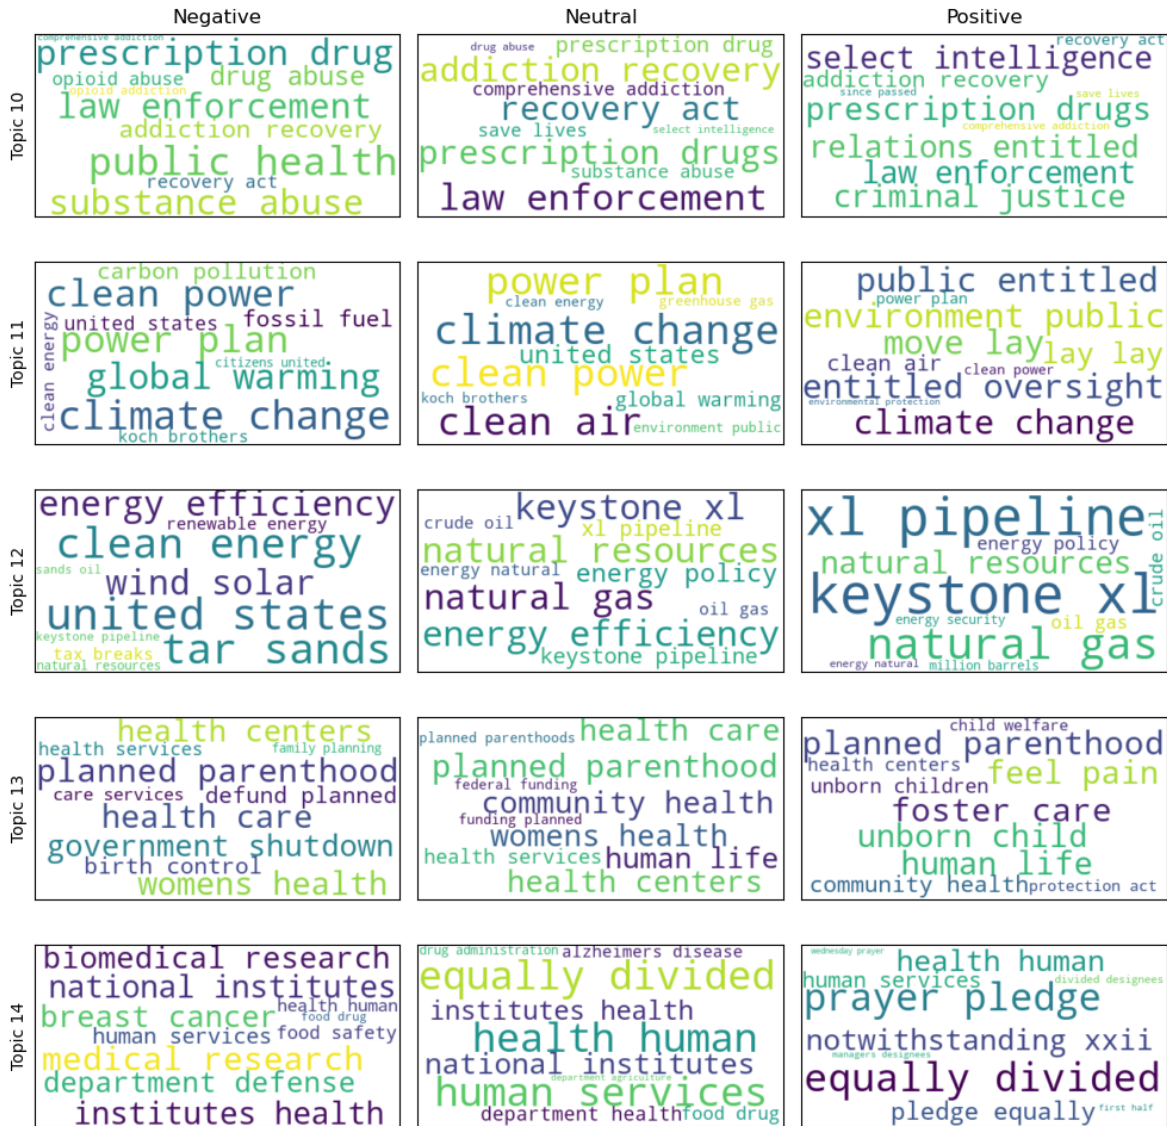 Negative
Neutral
Positive
Topic 10
comprehensive addiction
prescription drug
opioid abuse
drug abuse
opioid addiction
law enforcement
addiction recovery
public health
recovery act
substance abuse
drug abuse
prescription drug
addiction recovery
comprehensive addiction
recovery act
save lives
select intelligence
prescription drugs
substance abuse
law enforcement
recovery act
select intelligence
addiction recovery
since passed
save lives
prescription drugs
comprehensive addiction
relations entitled
law enforcement
criminal justice
Topic 11
carbon pollution
clean power
united states
fossil fuel
power plan
citizens united
global warming
clean energy
climate change
koch brothers
power plan
clean energy
greenhouse gas
climate change
united states
clean power
koch brothers
global warming
clean air
environment public
public entitled
power plan
environment public
move lay
lay lay
clean air
clean power
entitled oversight
environmental protection
climate change
Topic 12
energy efficiency
renewable energy
clean energy
sands oil
wind solar
united states
keystone pipeline
tax breaks
tar sands
natural resources
keystone xl
crude oil
xl pipeline
natural resources
energy natural
energy policy
natural gas
oil gas
energy efficiency
keystone pipeline
xl pipeline
crude oil
energy policy
natural resources
keystone xl
energy security
oil gas
natural gas
energy natural
million barrels
Topic 13
health centers
health services
family planning
planned parenthood
care services
defund planned
health care
government shutdown
birth control
womens health
planned parenthoods
health care
planned parenthood
federal funding
community health
funding planned
womens health
health services
human life
health centers
child welfare
planned parenthood
health centers
feel pain
unborn children
foster care
unborn child
human life
community health
protection act
Topic 14
biomedical research
national institutes
health human
breast cancer
food drug
human services
food safety
medical research
department defense
institutes health
drug administration
alzheimers disease
equally divided
institutes health
health human
national institutes
department agriculture
human services
department health
food drug
wednesday prayer
health human
human services
divided designees
prayer pledge
notwithstanding xxii
managers designees
equally divided
pledge equally
first half